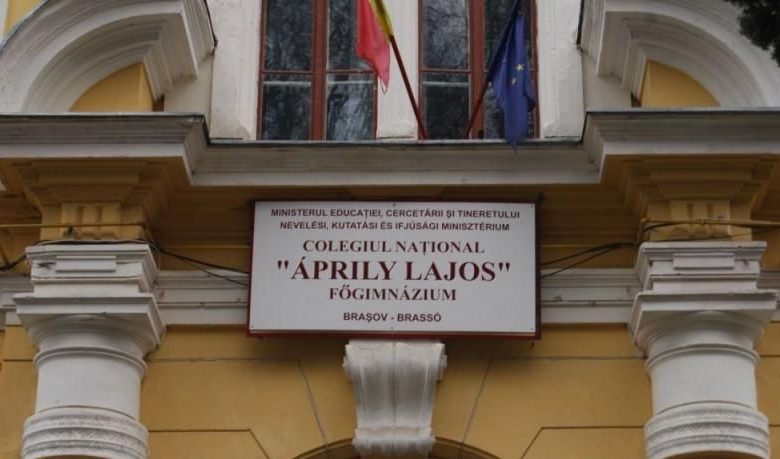 MINISTERUL EDUCAȚIEI, CERCETĂRII ȘI TINERETULUI
NEVELÉSI, KUTATÁSI ÉS IFJÚSÁGI MINISZTÉRIUM
COLEGIUL NAȚIONAL
"ÁPRILY LAJOS"
FŐGIMNÁZIUM
BRAȘOV - BRASSÓ